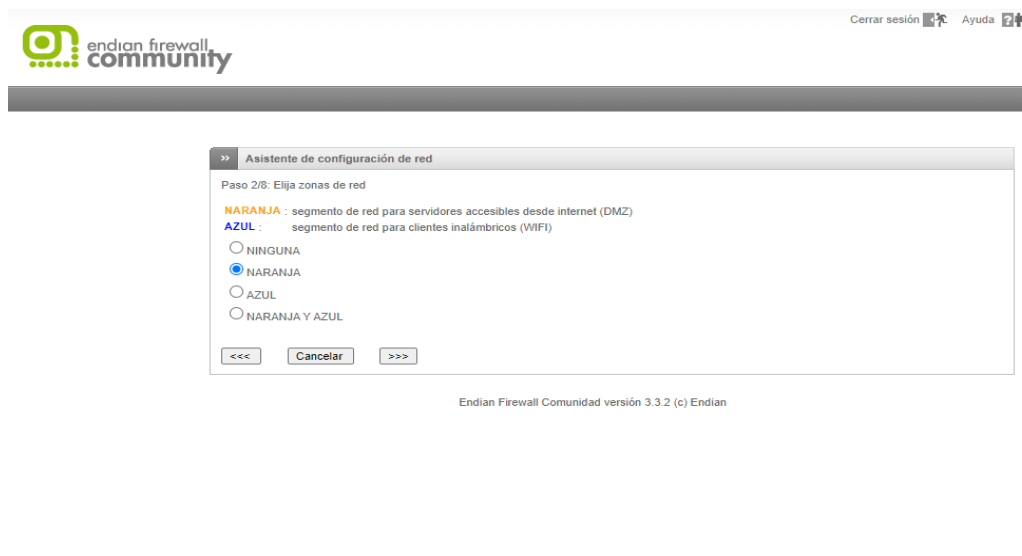 Cerrar sesión Ayuda
endian firewall
community
>> Asistente de configuración de red
Paso 2/8: Elija zonas de red
NARANJA : segmento de red para servidores accesibles desde internet (DMZ)
AZUL : segmento de red para clientes inalámbricos (WIFI)
NINGUNA
NARANJA
AZUL
NARANJA Y AZUL
<<< Cancelar >>>
Endian Firewall Comunidad versión 3.3.2 (c) Endian